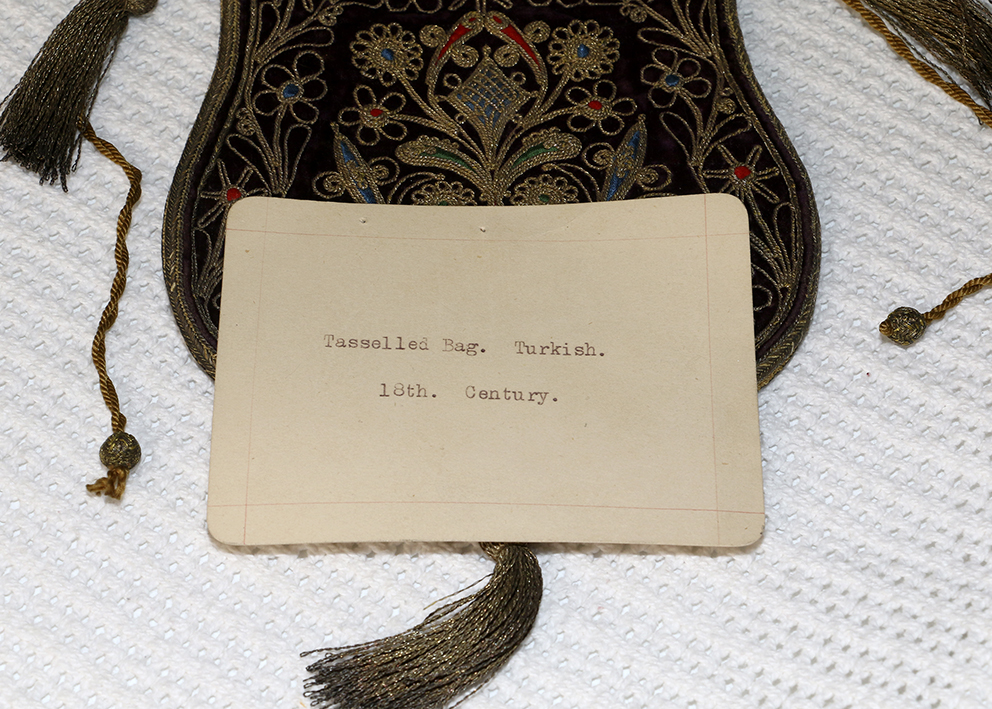 Tasselled Bag. Turkish.
18th. Century.